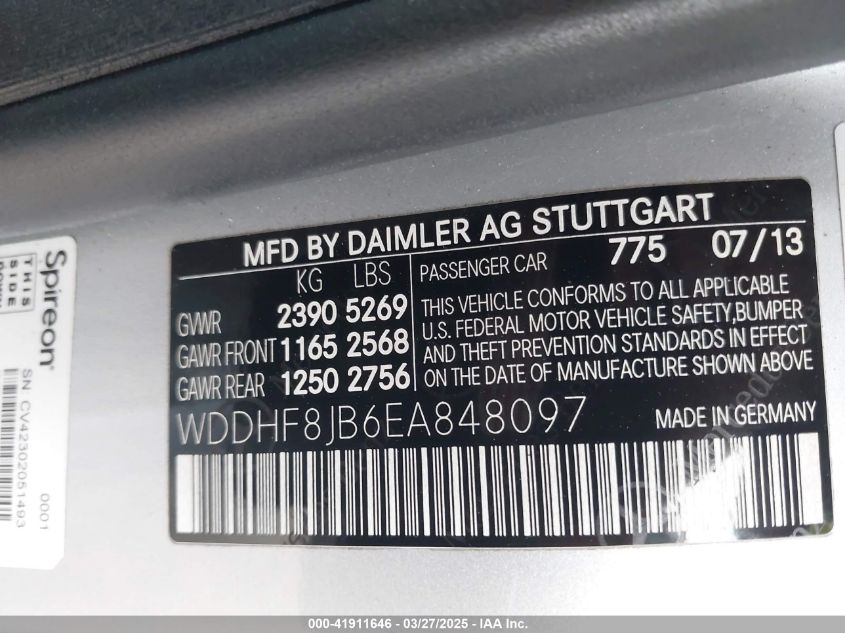 MFD BY DAIMLER AG STUTTGART
KG LBS
775 07/13
GVWR 2390 5269
GAWR FRONT 1165 2568
GAWR REAR 1250 2756
PASSENGER CAR
THIS VEHICLE CONFORMS TO ALL APPLICABLE
U.S. FEDERAL MOTOR VEHICLE SAFETY,BUMPER
AND THEFT PREVENTION STANDARDS IN EFFECT
ON THE DATE OF MANUFACTURE SHOWN ABOVE
WDDHF8JB6EA848097
MADE IN GERMANY
THIS
SIDE
Spireon
SN: CV42302051493
0001
000-41911646 - 03/27/2025 - IAA Inc.